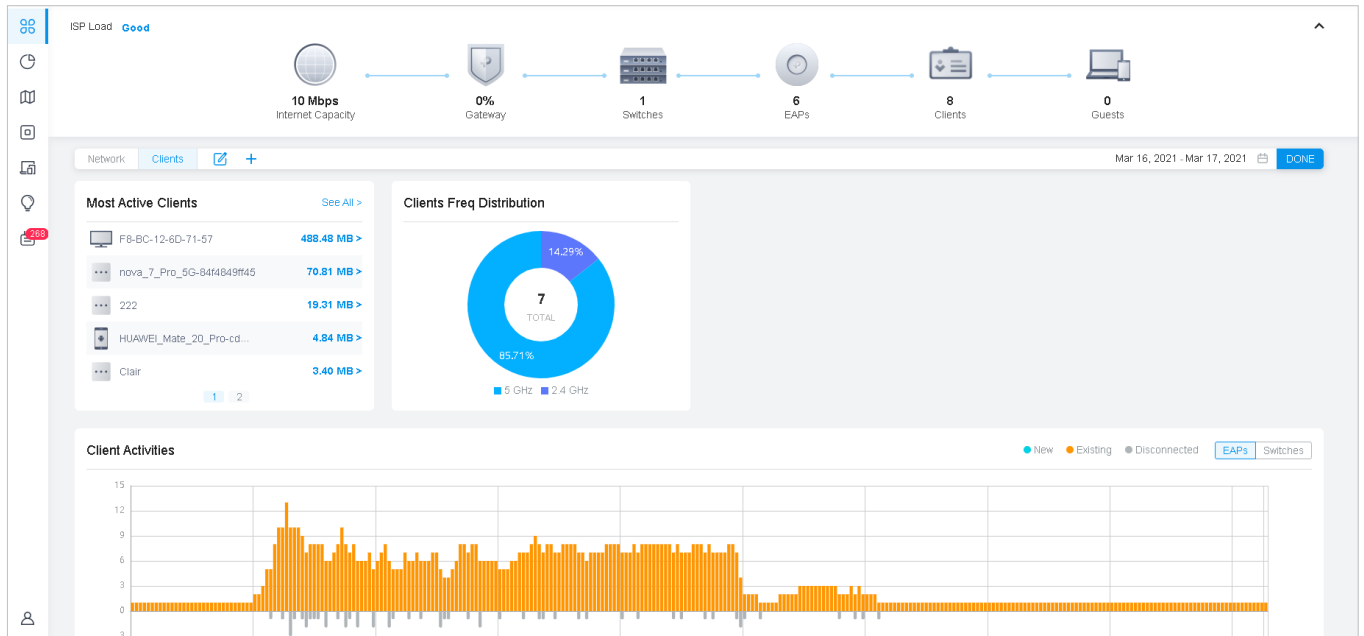 ISP Load Good
10 Mbps 0% 1 6 8 0
Internet Capacity Gateway Switches EAPs Clients Guests
Network Clients Mar 16, 2021 - Mar 17, 2021 DONE
Most Active Clients See All >
F8-BC-12-6D-71-57 488.48 MB >
268
nova_7_Pro_5G-84f4849ff45 70.81 MB >
222 19.31 MB >
HUAWEI_Mate_20_Pro-cd... 4.84 MB >
Clair 3.40 MB >
1 2
Clients Freq Distribution
14.29%
7
TOTAL
85.71%
5 GHz 2.4 GHz
Client Activities New Existing Disconnected EAPs Switches
15
12
9
6
3
0
3